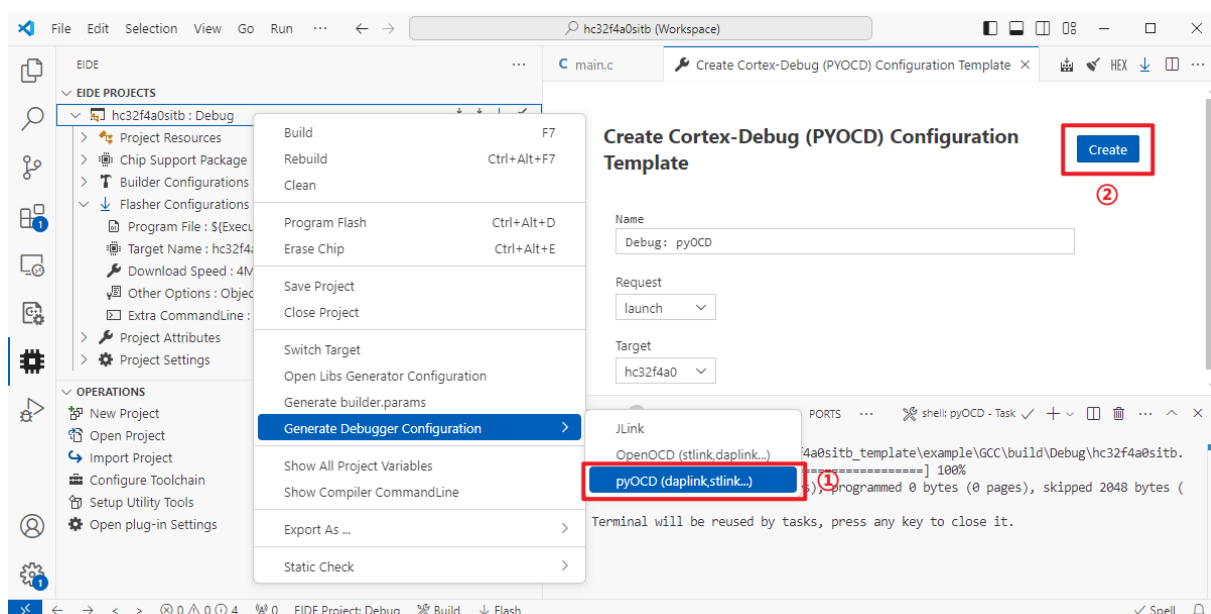 File Edit Selection View Go Run ··· ← → hc32f4a0sitb (Workspace)
EIDE ···
EIDE PROJECTS
hc32f4a0sitb : Debug
Project Resources
Chip Support Package
Builder Configurations
Flasher Configurations
Program File : ${Execu
Target Name : hc32f4a
Download Speed : 4M
Other Options : Objec
Extra CommandLine :
Project Attributes
Project Settings
OPERATIONS
New Project
Open Project
Import Project
Configure Toolchain
Setup Utility Tools
Open plug-in Settings
1
1
Build F7
Rebuild Ctrl+Alt+F7
Clean
Program Flash Ctrl+Alt+D
Erase Chip Ctrl+Alt+E
Save Project
Close Project
Switch Target
Open Libs Generator Configuration
Generate builder.params
Generate Debugger Configuration
Show All Project Variables
Show Compiler CommandLine
Export As ...
Static Check
JLink
OpenOCD (stlink,daplink...)
pyOCD (daplink,stlink...)
①
C main.c Create Cortex-Debug (PYOCD) Configuration Template × HEX ···
Create Cortex-Debug (PYOCD) Configuration
Template
Create
②
Name
Debug: pyOCD
Request
launch
Target
hc32f4a0
PORTS ··· shell: pyOCD - Task
4a0sitb_template\example\GCC\build\Debug\hc32f4a0sitb.
==================] 100%
), programmed 0 bytes (0 pages), skipped 2048 bytes (
Terminal will be reused by tasks, press any key to close it.
0 0 4 0 EIDE Project: Debug Build Flash Spell